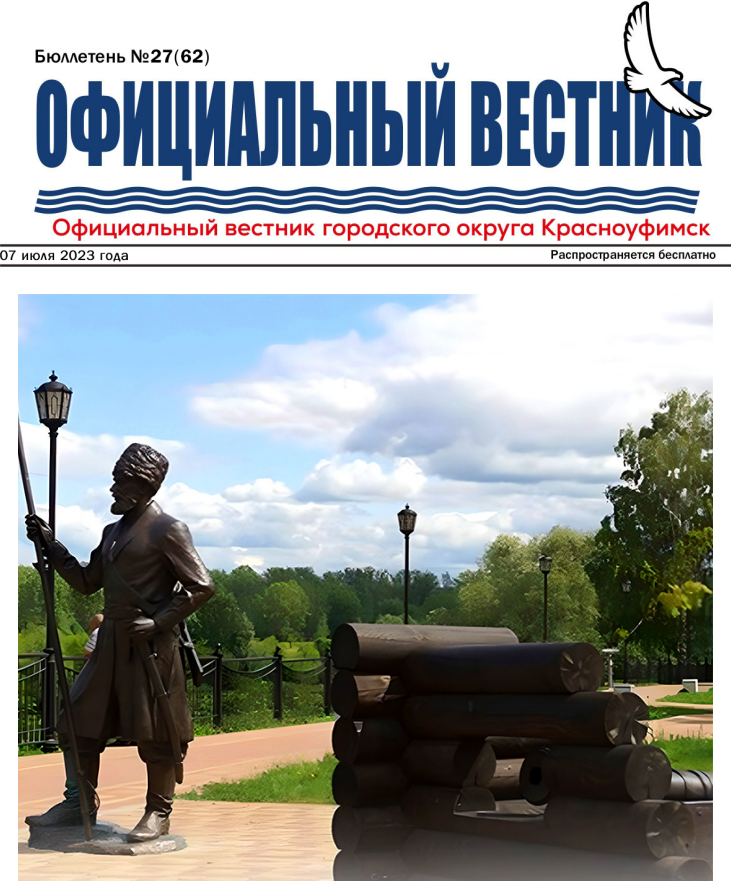 Бюллетень №27(62)
ОФИЦИАЛЬНЫЙ ВЕСТНИК
Официальный вестник городского округа Красноуфимск
07 июля 2023 года
Распространяется бесплатно